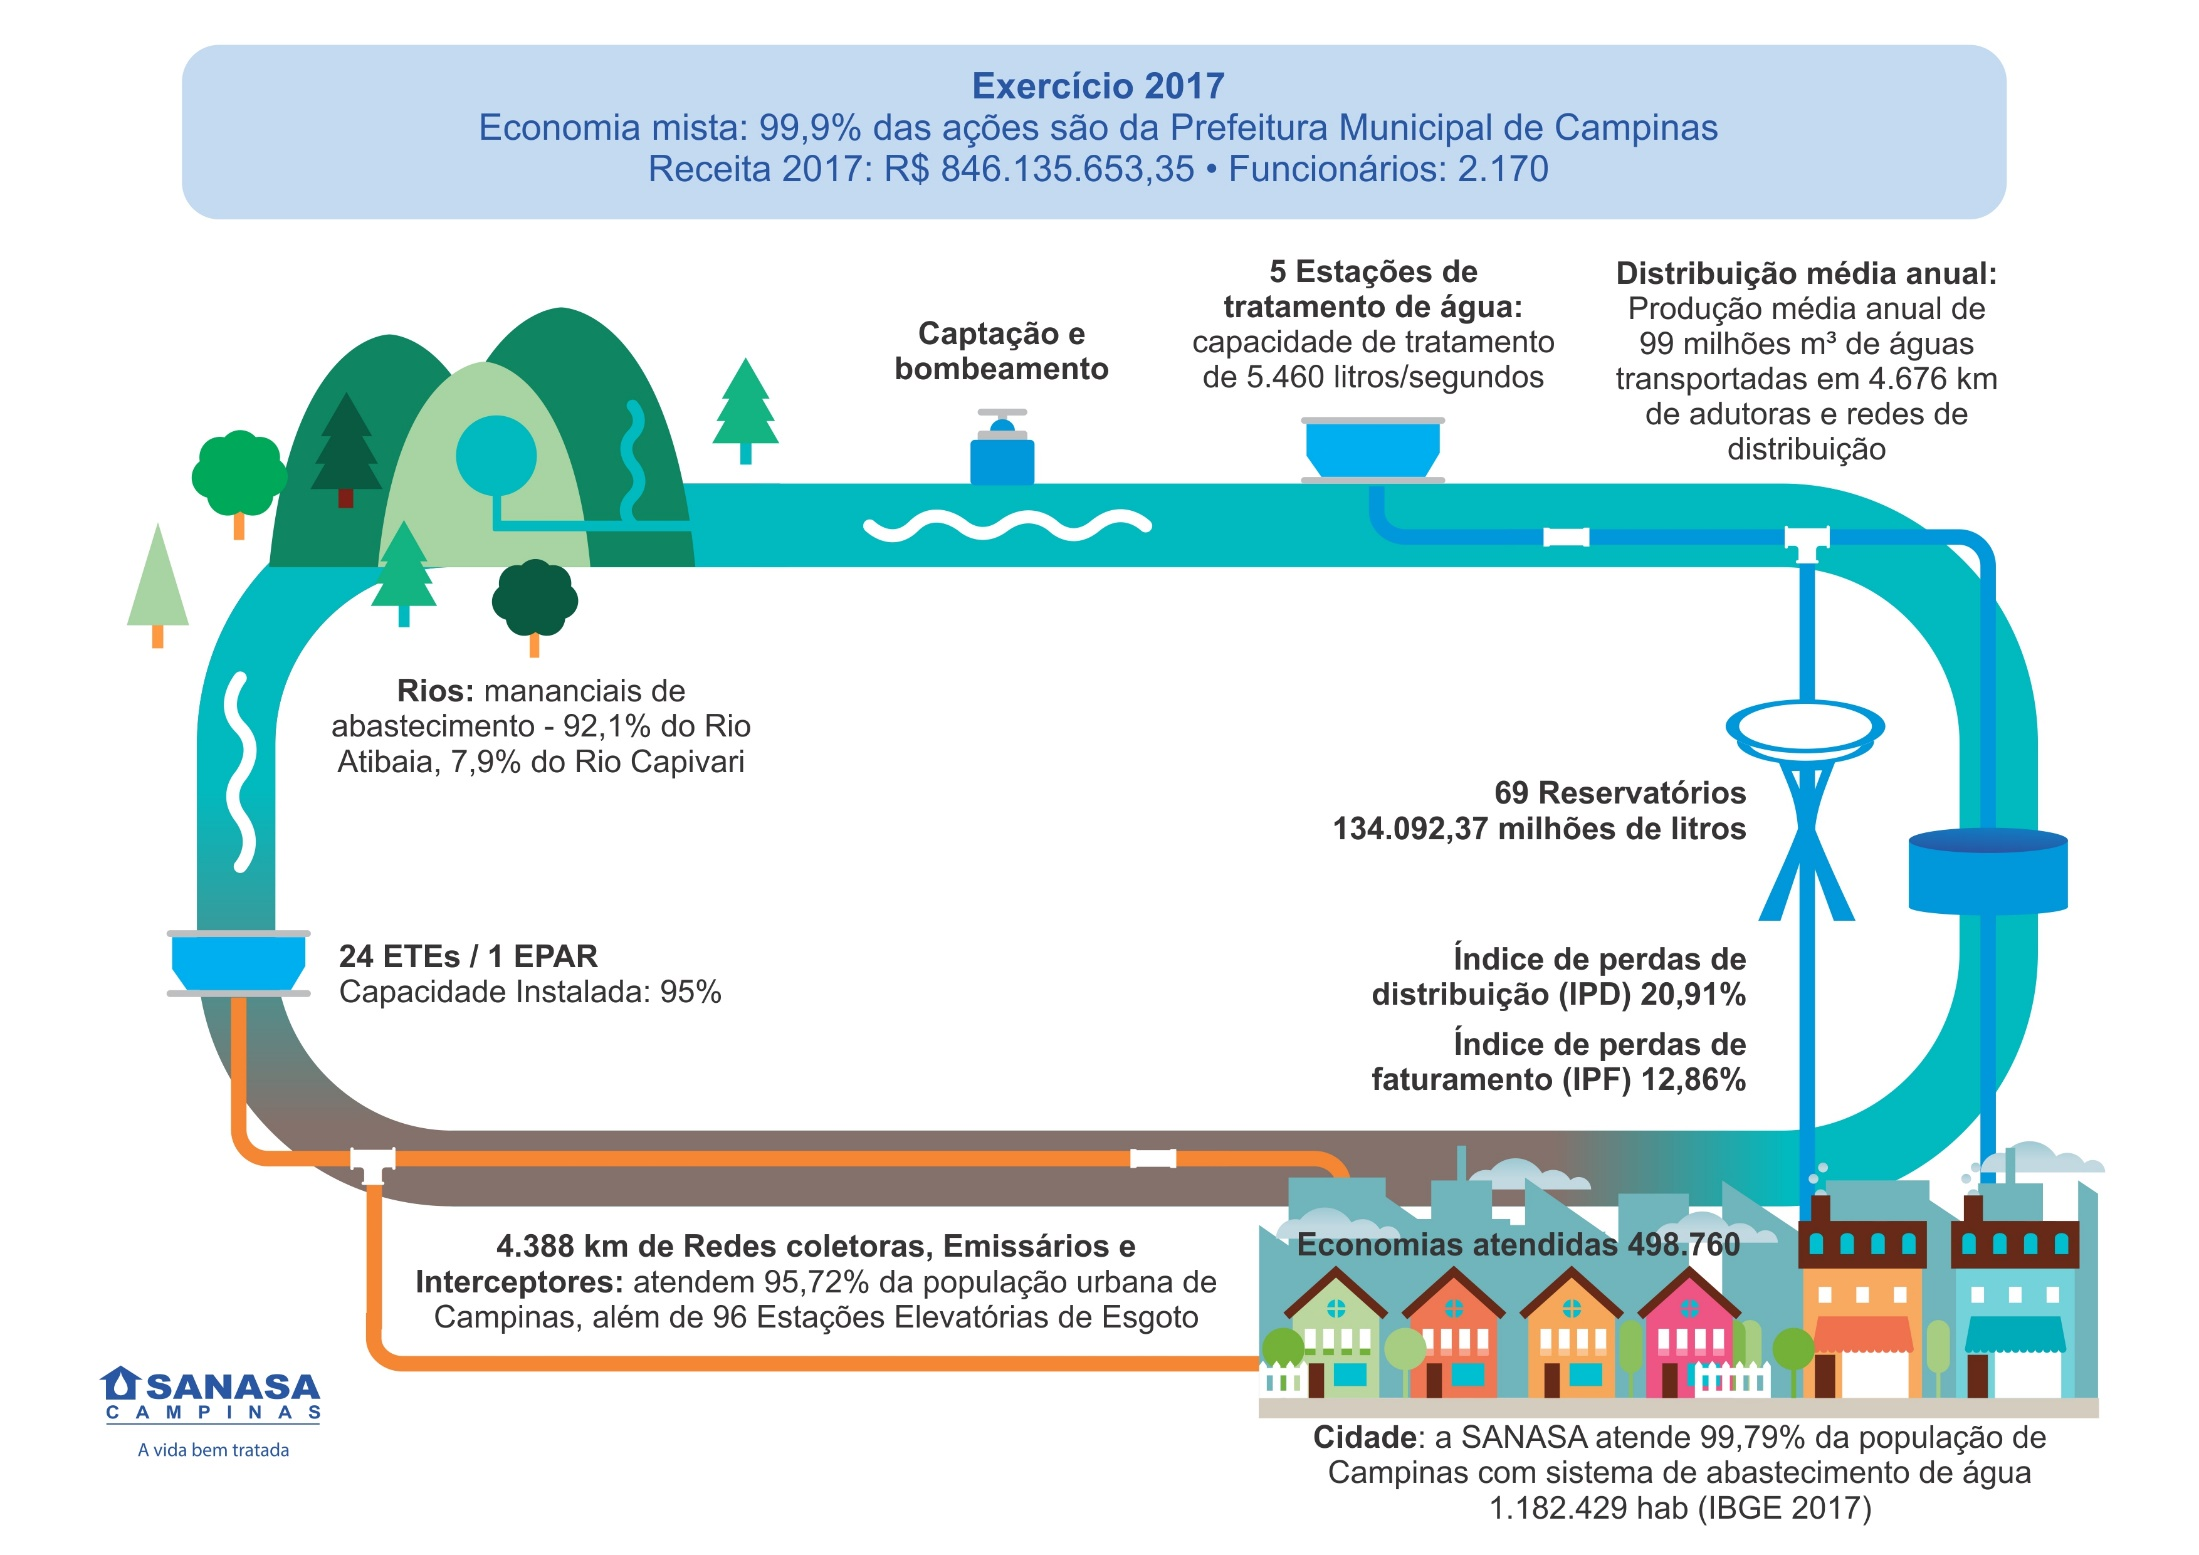 Exercício 2017
Economia mista: 99,9% das ações são da Prefeitura Municipal de Campinas
Receita 2017: R$ 846.135.653,35 • Funcionários: 2.170
Captação e
bombeamento
5 Estações de
tratamento de água:
capacidade de tratamento
de 5.460 litros/segundos
Distribuição média anual:
Produção média anual de
99 milhões m³ de águas
transportadas em 4.676 km
de adutoras e redes de
distribuição
Rios: mananciais de
abastecimento - 92,1% do Rio
Atibaia, 7,9% do Rio Capivari
69 Reservatórios
134.092,37 milhões de litros
24 ETEs / 1 EPAR
Capacidade Instalada: 95%
Índice de perdas de
distribuição (IPD) 20,91%
Índice de perdas de
faturamento (IPF) 12,86%
4.388 km de Redes coletoras, Emissários e
Interceptores: atendem 95,72% da população urbana de
Campinas, além de 96 Estações Elevatórias de Esgoto
Economias atendidas 498.760
SANASA
CAMPINAS
A vida bem tratada
Cidade: a SANASA atende 99,79% da população de
Campinas com sistema de abastecimento de água
1.182.429 hab (IBGE 2017)